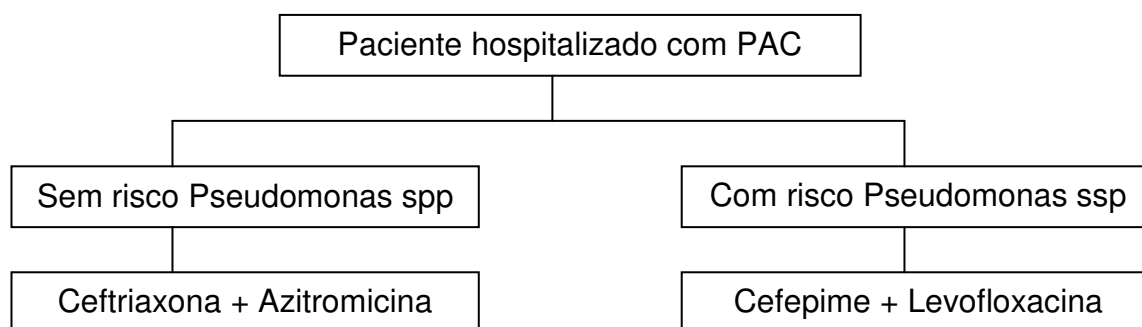 Paciente hospitalizado com PAC
Sem risco Pseudomonas spp
Com risco Pseudomonas ssp
Ceftriaxona + Azitromicina
Cefepime + Levofloxacina